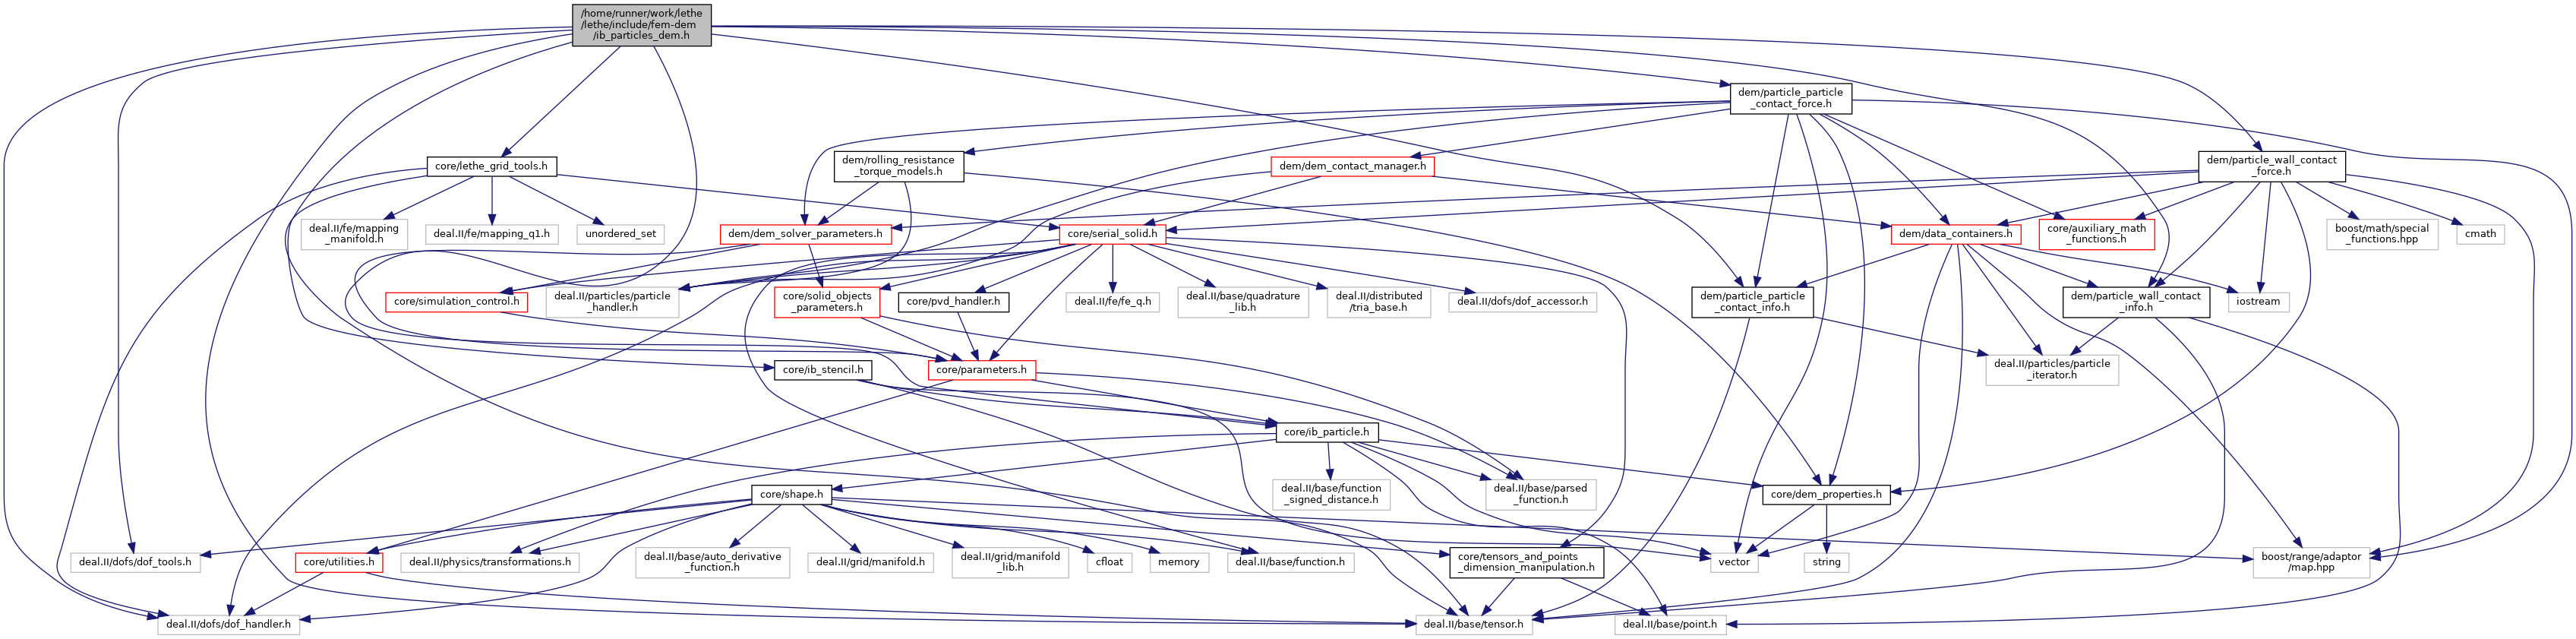 /home/runner/work/lethe
/lethe/include/fem-dem
/ib_particles_dem.h
dem/particle_particle
_contact_force.h
core/lethe_grid_tools.h
dem/rolling_resistance
_torque_models.h
dem/dem_contact_manager.h
dem/particle_wall_contact
_force.h
deal.II/fe/mapping
_manifold.h
deal.II/fe/mapping_q1.h
unordered_set
dem/dem_solver_parameters.h
core/serial_solid.h
dem/data_containers.h
core/auxiliary_math
_functions.h
boost/math/special
_functions.hpp
cmath
core/simulation_control.h
deal.II/particles/particle
_handler.h
core/solid_objects
_parameters.h
core/pvd_handler.h
deal.II/fe/fe_q.h
deal.II/base/quadrature
_lib.h
deal.II/distributed
/tria_base.h
deal.II/dofs/dof_accessor.h
dem/particle_particle
_contact_info.h
dem/particle_wall_contact
_info.h
iostream
core/ib_stencil.h
core/parameters.h
deal.II/particles/particle
_iterator.h
core/ib_particle.h
core/shape.h
deal.II/base/function
_signed_distance.h
deal.II/base/parsed
_function.h
core/dem_properties.h
deal.II/dofs/dof_tools.h
core/utilities.h
deal.II/physics/transformations.h
deal.II/base/auto_derivative
_function.h
deal.II/grid/manifold.h
deal.II/grid/manifold
_lib.h
cfloat
memory
deal.II/base/function.h
core/tensors_and_points
_dimension_manipulation.h
vector
string
boost/range/adaptor
/map.hpp
deal.II/dofs/dof_handler.h
deal.II/base/tensor.h
deal.II/base/point.h